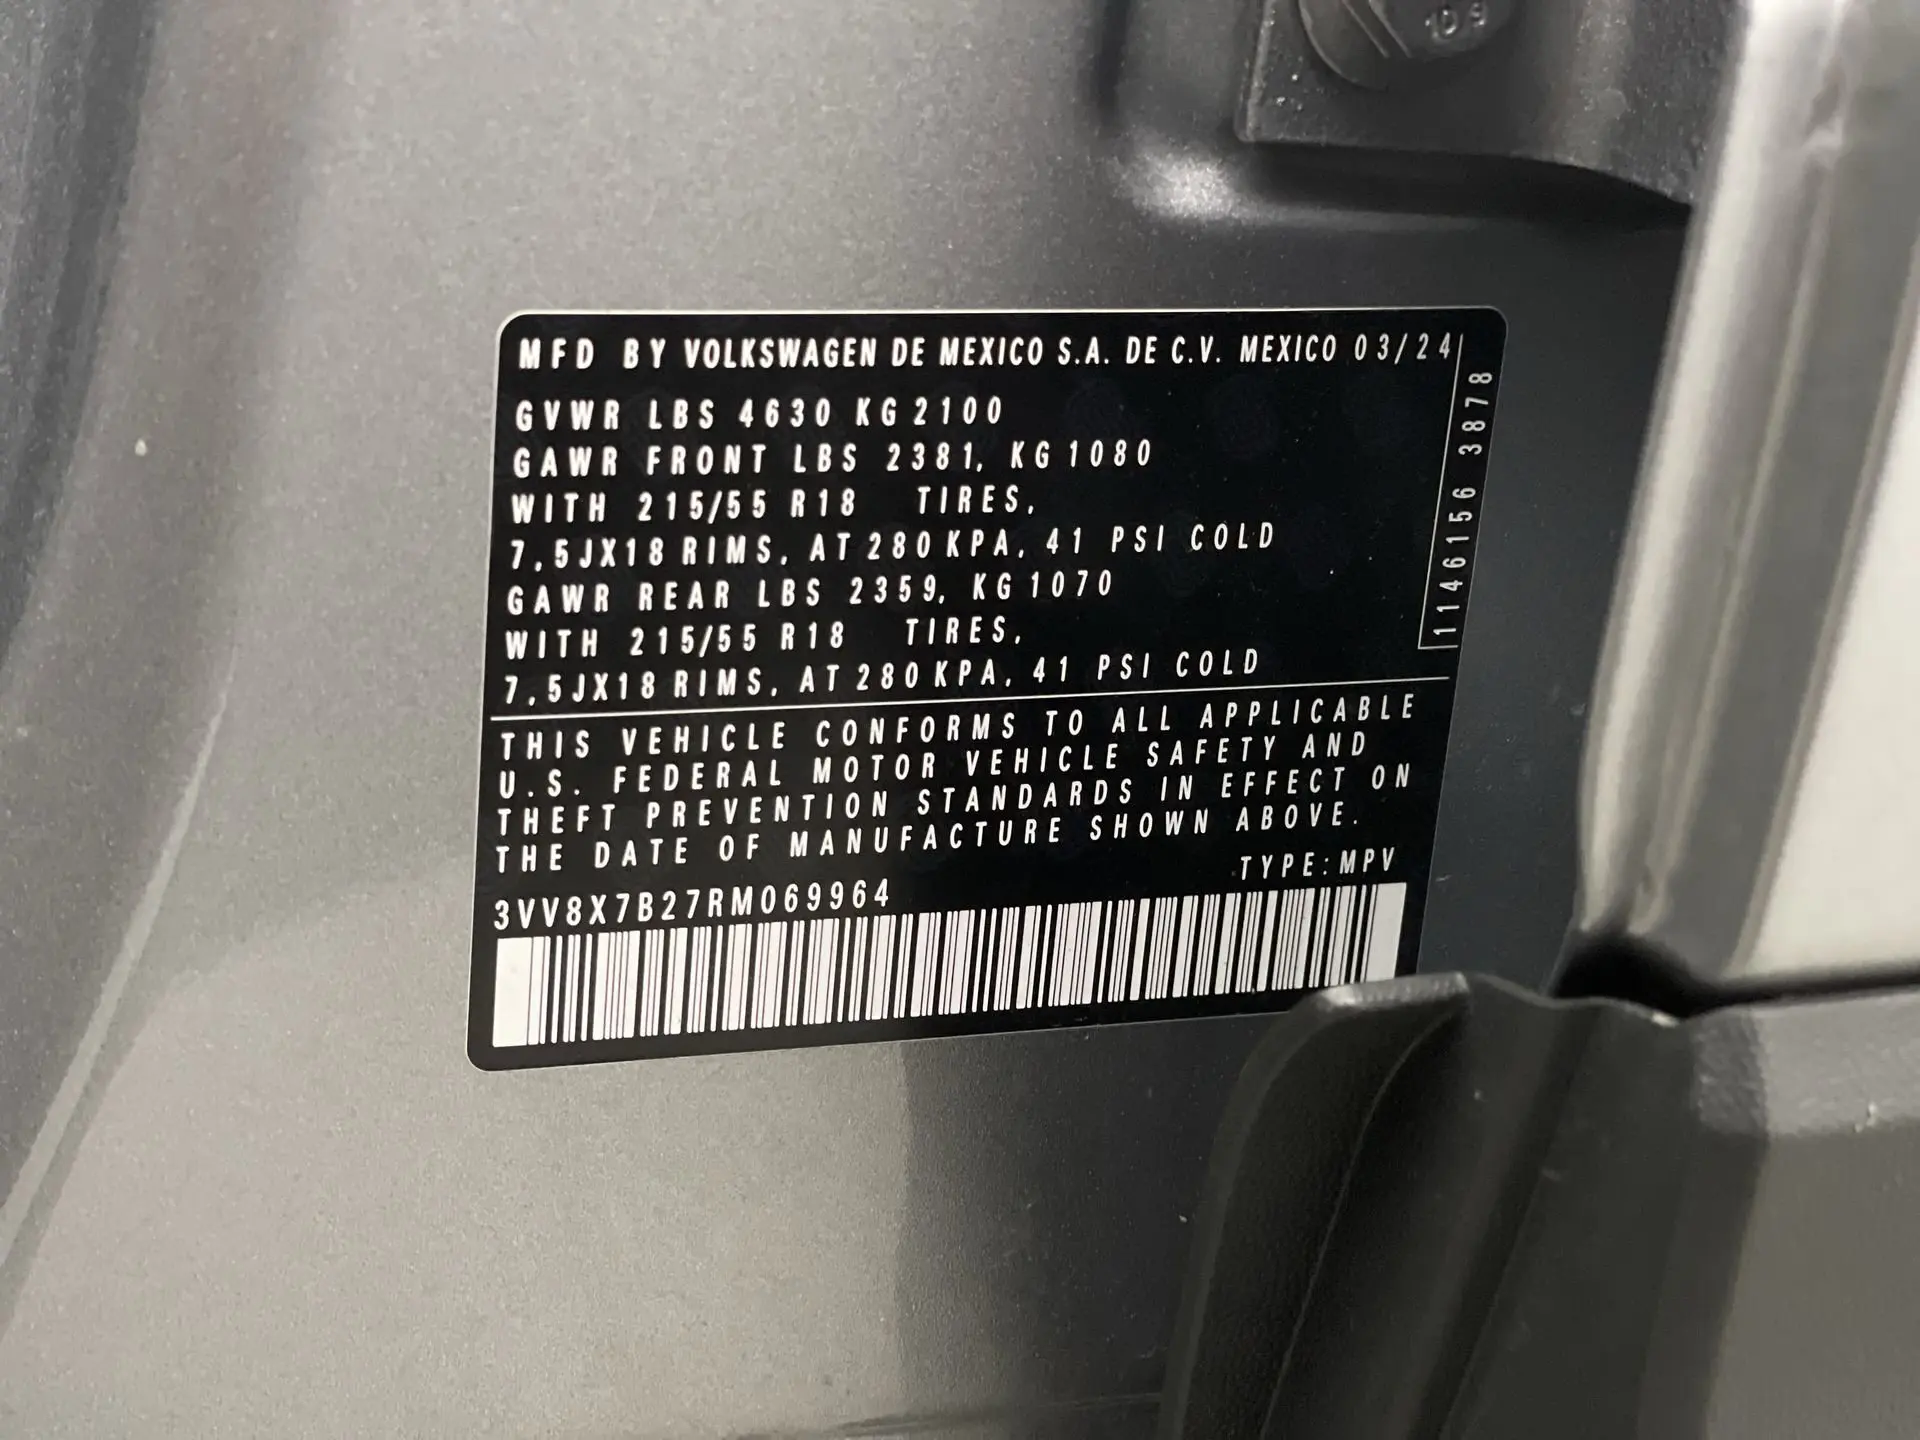 MFD BY VOLKSWAGEN DE MEXICO S.A. DE C.V. MEXICO 03/24
GVWR LBS 4630 KG 2100
GAWR FRONT LBS 2381, KG 1080
WITH 215/55 R18 TIRES,
7,5JX18 RIMS, AT 280 KPA, 41 PSI COLD
GAWR REAR LBS 2359, KG 1070
WITH 215/55 R18 TIRES,
7,5JX18 RIMS, AT 280 KPA, 41 PSI COLD
1146156 3878
THIS VEHICLE CONFORMS TO ALL APPLICABLE
U.S. FEDERAL MOTOR VEHICLE SAFETY AND
THEFT PREVENTION STANDARDS IN EFFECT ON
THE DATE OF MANUFACTURE SHOWN ABOVE.
TYPE:MPV
3VV8X7B27RM069964